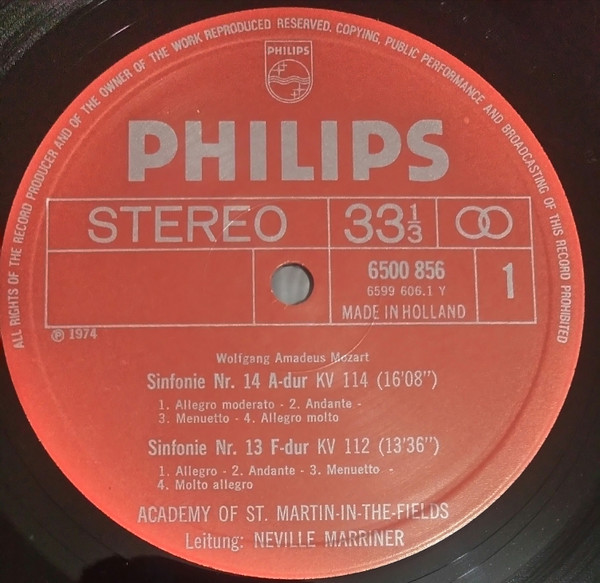 ALL RIGHTS OF THE RECORD PRODUCER AND OF THE OWNER OF THE WORK REPRODUCED RESERVED. COPYING, PUBLIC PERFORMANCE AND BROADCASTING OF THIS RECORD PROHIBITED
PHILIPS
PHILIPS
STEREO 33 1/3
6500 856
6599 606.1 Y
1
MADE IN HOLLAND
Ⓟ 1974
Wolfgang Amadeus Mozart
Sinfonie Nr. 14 A-dur KV 114 (16'08")
1. Allegro moderato - 2. Andante -
3. Menuetto - 4. Allegro molto
Sinfonie Nr. 13 F-dur KV 112 (13'36")
1. Allegro - 2. Andante - 3. Menuetto -
4. Molto allegro
ACADEMY OF ST. MARTIN-IN-THE-FIELDS
Leitung: NEVILLE MARRINER